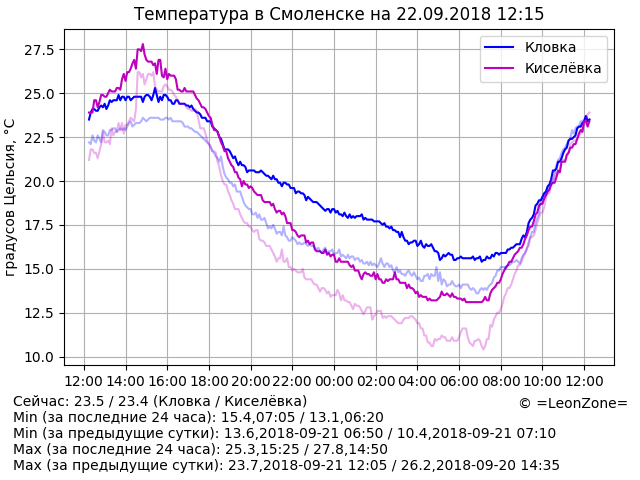 Температура в Смоленске на 22.09.2018 12:15
градусов Цельсия, °C
27.5
25.0
22.5
20.0
17.5
15.0
12.5
10.0
Кловка
Киселёвка
12:00 14:00 16:00 18:00 20:00 22:00 00:00 02:00 04:00 06:00 08:00 10:00 12:00
© =LeonZone=
Сейчас: 23.5 / 23.4 (Кловка / Киселёвка)
Min (за последние 24 часа): 15.4,07:05 / 13.1,06:20
Min (за предыдущие сутки): 13.6,2018-09-21 06:50 / 10.4,2018-09-21 07:10
Max (за последние 24 часа): 25.3,15:25 / 27.8,14:50
Max (за предыдущие сутки): 23.7,2018-09-21 12:05 / 26.2,2018-09-20 14:35